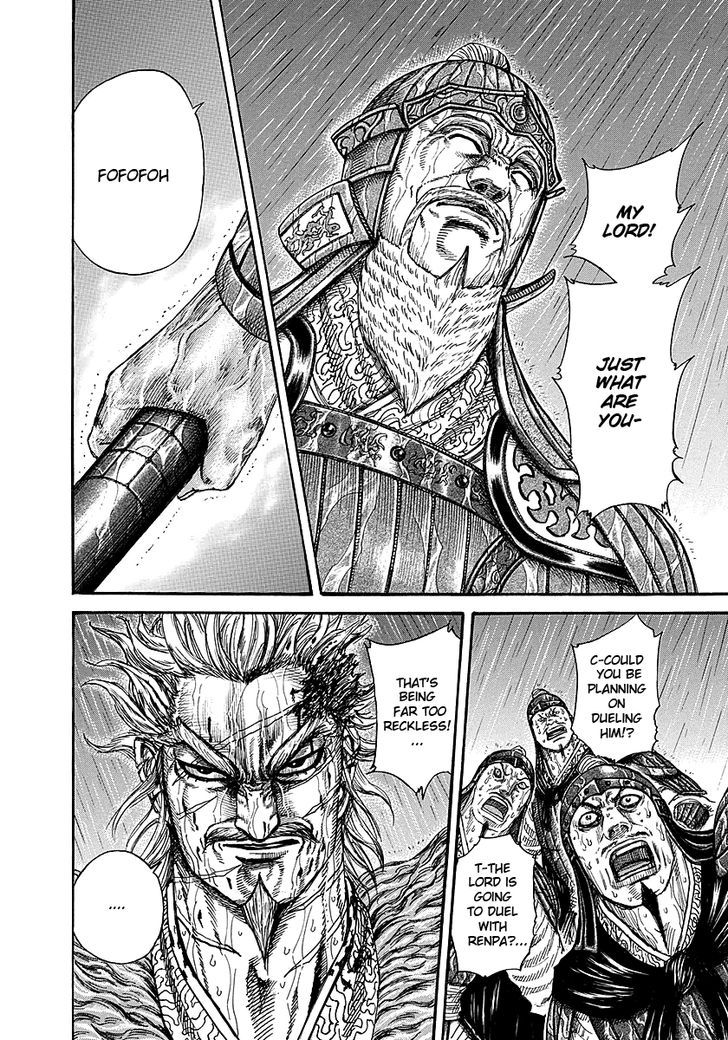 MY
LORD!
JUST
WHAT
ARE
YOU-
FOFOFOH
C-COULD
YOU BE
PLANNING
ON
DUELING
HIM!?
T-THE
LORD IS
GOING
TO DUEL
WITH
RENPA?...
THAT'S
BEING
FAR TOO
RECKLESS!
...
....